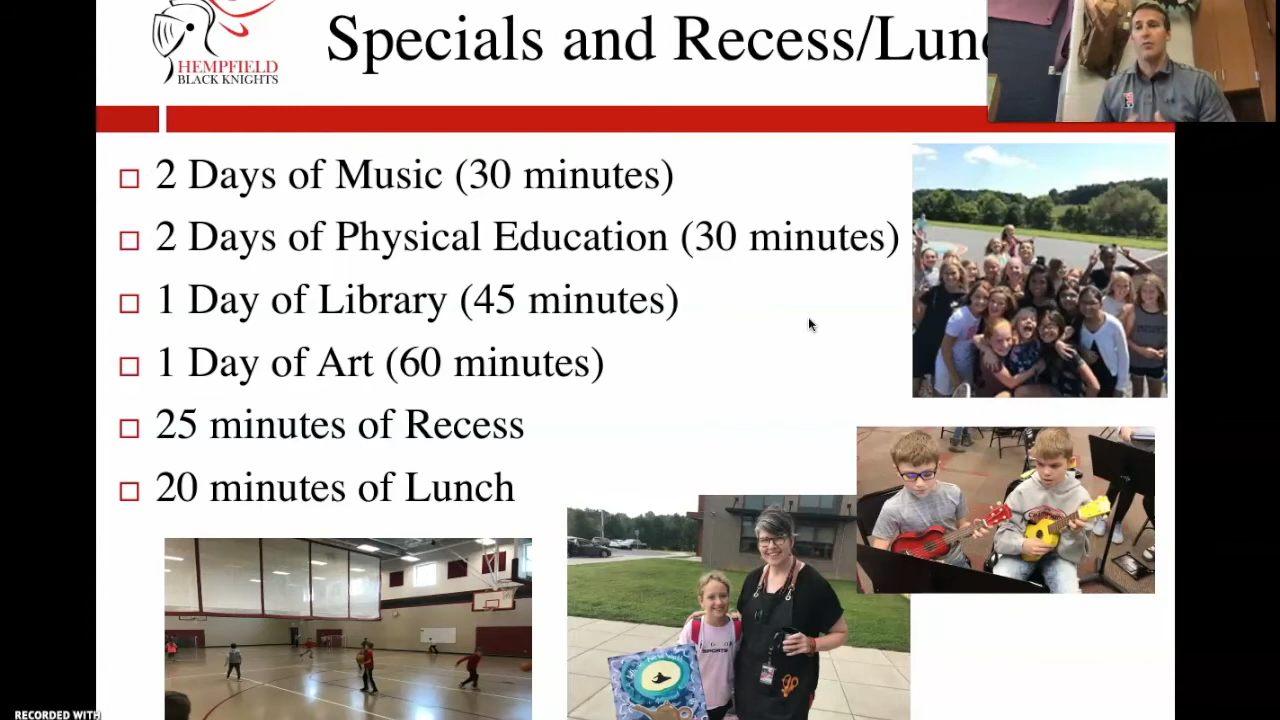 Specials and Recess/Lun
HEMPFIELD
BLACK KNIGHTS
2 Days of Music (30 minutes)
2 Days of Physical Education (30 minutes)
1 Day of Library (45 minutes)
1 Day of Art (60 minutes)
25 minutes of Recess
20 minutes of Lunch
SPORTS
RECORDED WITH